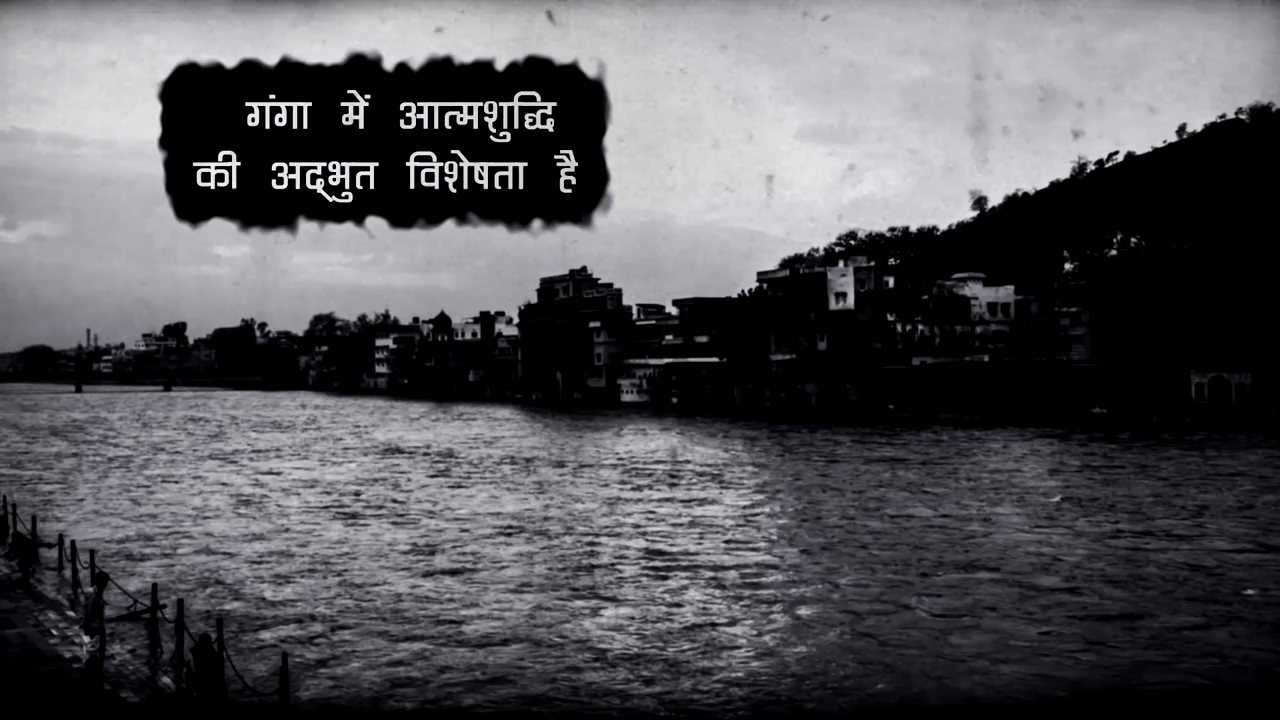 गंगा में आत्मशुद्धि
की अद्भुत विशेषता है